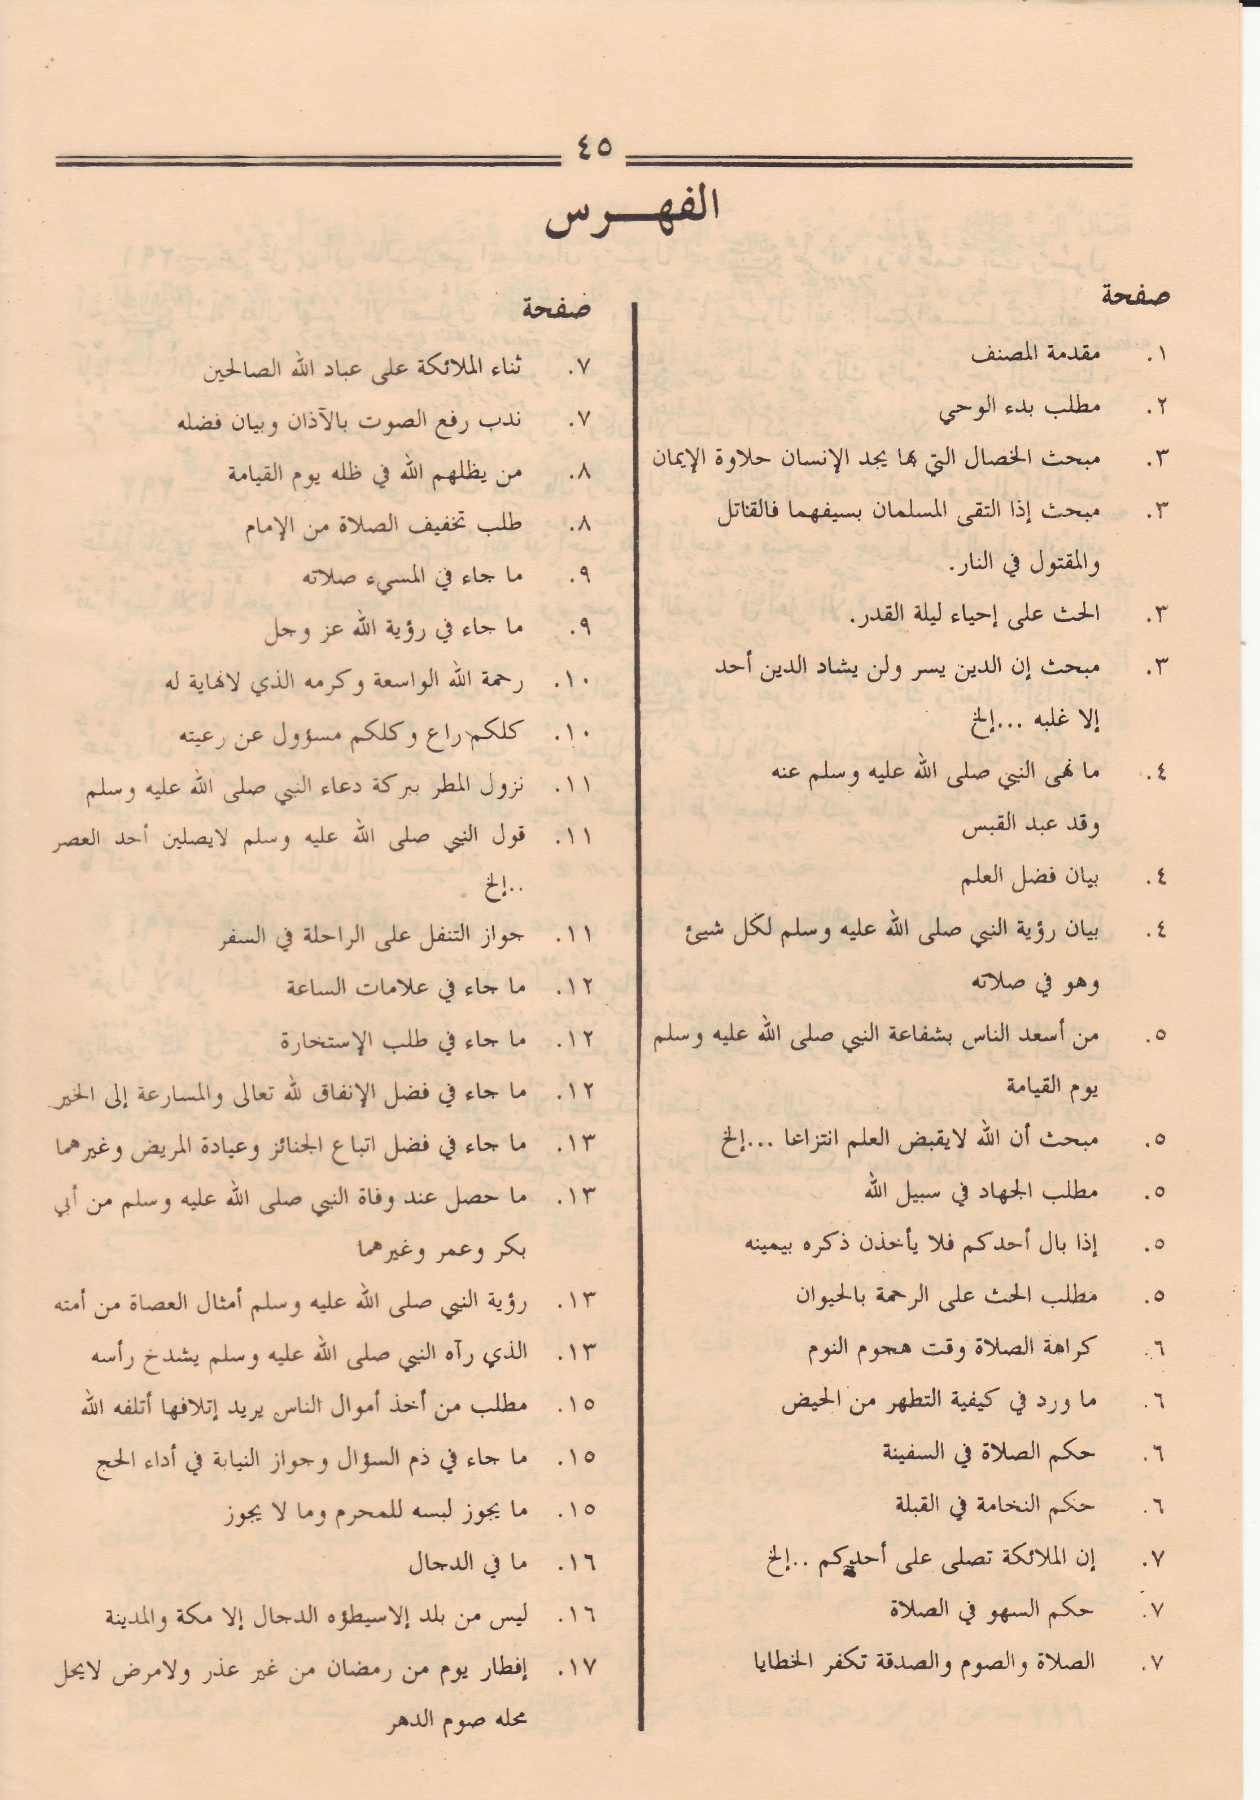 ٤٥
الفهرس
صفحة
١. مقدمة المصنف
٢. مطلب بدء الوحي
٣. مبحث الخصال التي بها يجد الإنسان حلاوة الإيمان
٣. مبحث إذا التقى المسلمان بسيفهما فالقاتل
والمقتول في النار.
٣. الحث على إحياء ليلة القدر.
٣. مبحث إن الدين يسر ولن يشاد الدين أحد
إلا غلبه ...إلخ
٤. ما نهى النبي صلى الله عليه وسلم عنه
وقد عبد القبس
٤. بيان فضل العلم
٤. بيان رؤية النبي صلى الله عليه وسلم لكل شيئ
وهو في صلاته
٥. من أسعد الناس بشفاعة النبي صلى الله عليه وسلم
يوم القيامة
٥. مبحث أن الله لايقبض العلم انتزاعا ...إلخ
٥. مطلب الجهاد في سبيل الله
٥. إذا بال أحدكم فلا يأخذن ذكره بيمينه
٥. مطلب الحث على الرحمة بالحيوان
٦. كراهة الصلاة وقت هجوم النوم
٦. ما ورد في كيفية التطهر من الحيض
٦. حكم الصلاة في السفينة
٦. حكم النخامة في القبلة
٧. إن الملائكة تصلى على أحدكم ..إلخ
٧. حكم السهو في الصلاة
٧. الصلاة والصوم والصدقة تكفر الخطايا
صفحة
٧. ثناء الملائكة على عباد الله الصالحين
٧. ندب رفع الصوت بالآذان وبيان فضله
٨. من يظلهم الله في ظله يوم القيامة
٨. طلب تخفيف الصلاة من الإمام
٩. ما جاء في المسيء صلاته
٩. ما جاء في رؤية الله عز وجل
١٠. رحمة الله الواسعة وكرمه الذي لانهاية له
١٠. كلكم راع وكلكم مسؤول عن رعيته
١١. نزول المطر ببركة دعاء النبي صلى الله عليه وسلم
١١. قول النبي صلى الله عليه وسلم لايصلين أحد العصر
..إلخ
١١. جواز التنفل على الراحلة في السفر
١٢. ما جاء في علامات الساعة
١٢. ما جاء في طلب الإستخارة
١٢. ما جاء في فضل الإنفاق لله تعالى والمسارعة إلى الخير
١٣. ما جاء في فضل اتباع الجنائز وعيادة المريض وغيرهما
١٣. ما حصل عند وفاة النبي صلى الله عليه وسلم من أبي
بكر وعمر وغيرهما
١٣. رؤية النبي صلى الله عليه وسلم أمثال العصاة من أمته
١٣. الذي رآه النبي صلى الله عليه وسلم يشدخ رأسه
١٥. مطلب من أخذ أموال الناس يريد إتلافها أتلفه الله
١٥. ما جاء في ذم السؤال وجواز النيابة في أداء الحج
١٥. ما يجوز لبسه للمحرم وما لا يجوز
١٦. ما في الدجال
١٦. ليس من بلد إلاسيطؤه الدجال إلا مكة والمدينة
١٧. إفطار يوم من رمضان من غير عذر ولامرض لايحل
محله صوم الدهر